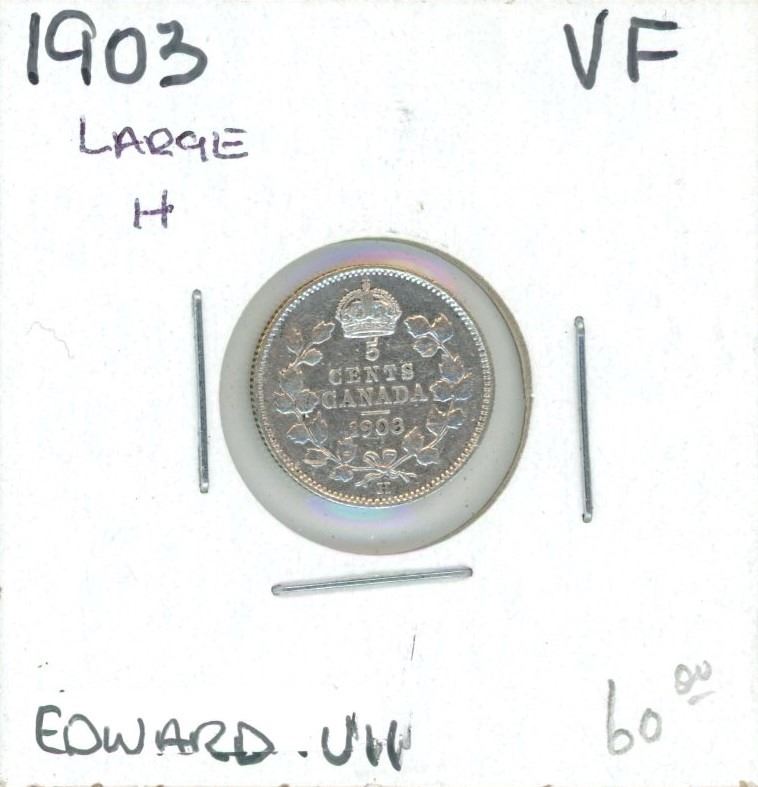 1903 VF
LARGE
H
5
CENTS
CANADA
1903
H
EDWARD. VII 60.00